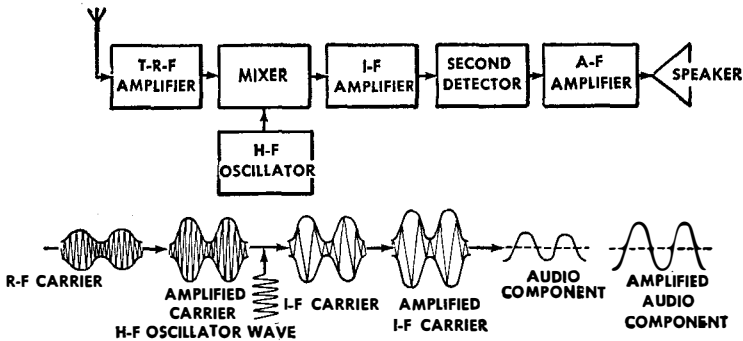 T-R-F
AMPLIFIER
MIXER
I-F
AMPLIFIER
SECOND
DETECTOR
A-F
AMPLIFIER
SPEAKER
H-F
OSCILLATOR
R-F CARRIER
AMPLIFIED
CARRIER
H-F OSCILLATOR WAVE
I-F CARRIER
AMPLIFIED
I-F CARRIER
AUDIO
COMPONENT
AMPLIFIED
AUDIO
COMPONENT